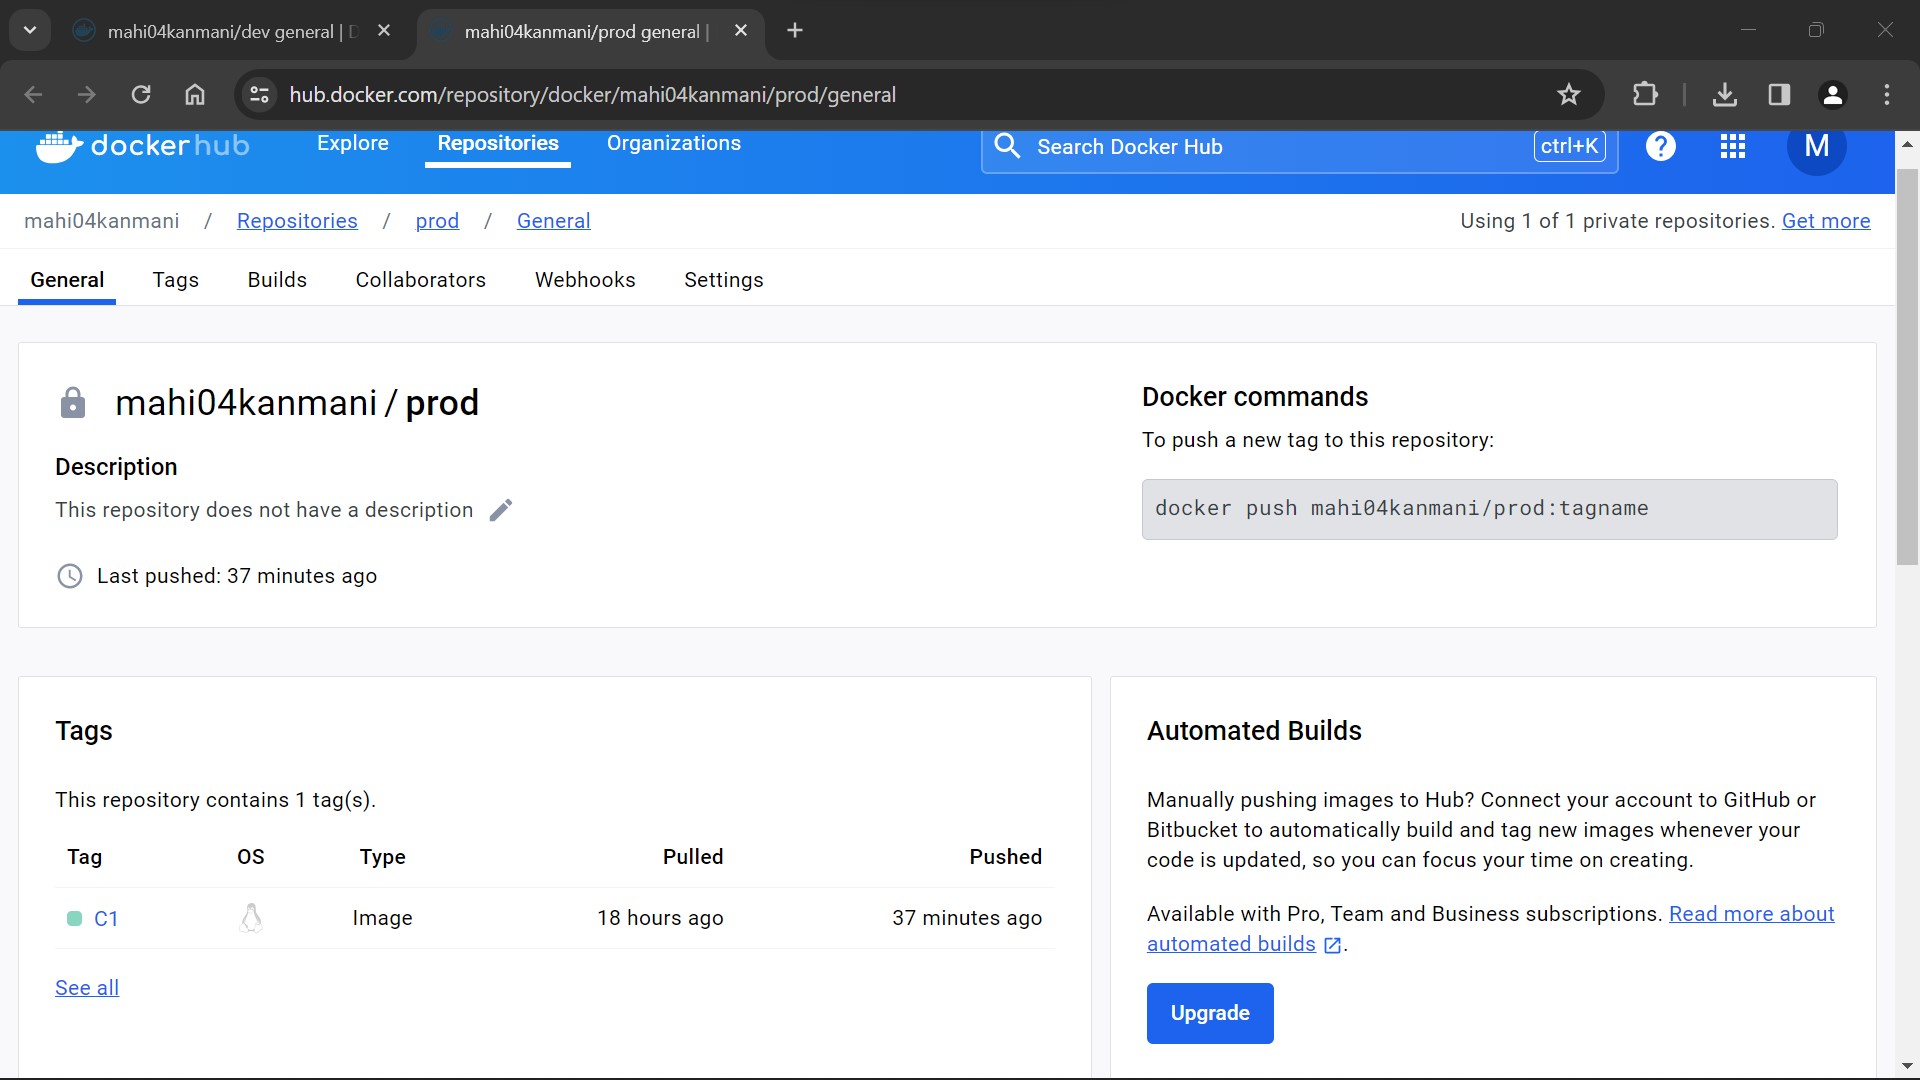 mahi04kanmani/dev general | D
mahi04kanmani/prod general |
hub.docker.com/repository/docker/mahi04kanmani/prod/general
dockerhub
Explore
Repositories
Organizations
Search Docker Hub
ctrl+K
?
M
mahi04kanmani / Repositories / prod / General
Using 1 of 1 private repositories. Get more
General
Tags
Builds
Collaborators
Webhooks
Settings
mahi04kanmani / prod
Description
This repository does not have a description
Last pushed: 37 minutes ago
Docker commands
To push a new tag to this repository:
docker push mahi04kanmani/prod:tagname
Tags
This repository contains 1 tag(s).
Tag OS Type Pulled Pushed
C1 Image 18 hours ago 37 minutes ago
See all
Automated Builds
Manually pushing images to Hub? Connect your account to GitHub or
Bitbucket to automatically build and tag new images whenever your
code is updated, so you can focus your time on creating.
Available with Pro, Team and Business subscriptions. Read more about
automated builds .
Upgrade